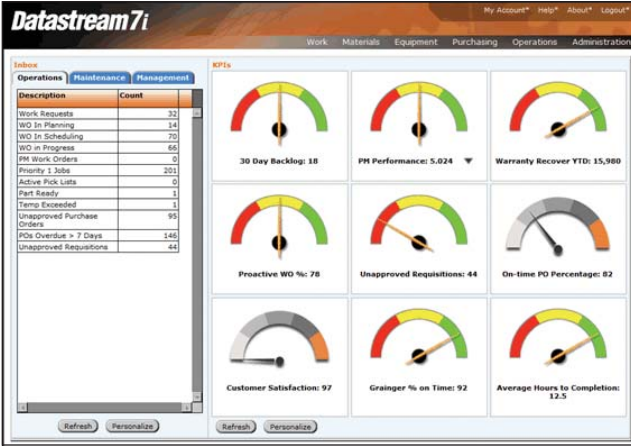 Datastream7i
My Account* Help* About* Logout*
Work Materials Equipment Purchasing Operations Administration
Inbox
Operations Maintenance Management
Description Count
Work Requests 32
WO In Planning 14
WO In Scheduling 70
WO in Progress 66
PM Work Orders 0
Priority 1 Jobs 201
Active Pick Lists 0
Part Ready 1
Temp Exceeded 1
Unapproved Purchase 95
Orders
POs Overdue > 7 Days 146
Unapproved Requisitions 44
Refresh Personalize
KPIs
30 Day Backlog: 18
PM Performance: 5.024
Warranty Recover YTD: 15,980
Proactive WO %: 78
Unapproved Requisitions: 44
On-time PO Percentage: 82
Customer Satisfaction: 97
Grainger % on Time: 92
Average Hours to Completion:
12.5
Refresh Personalize